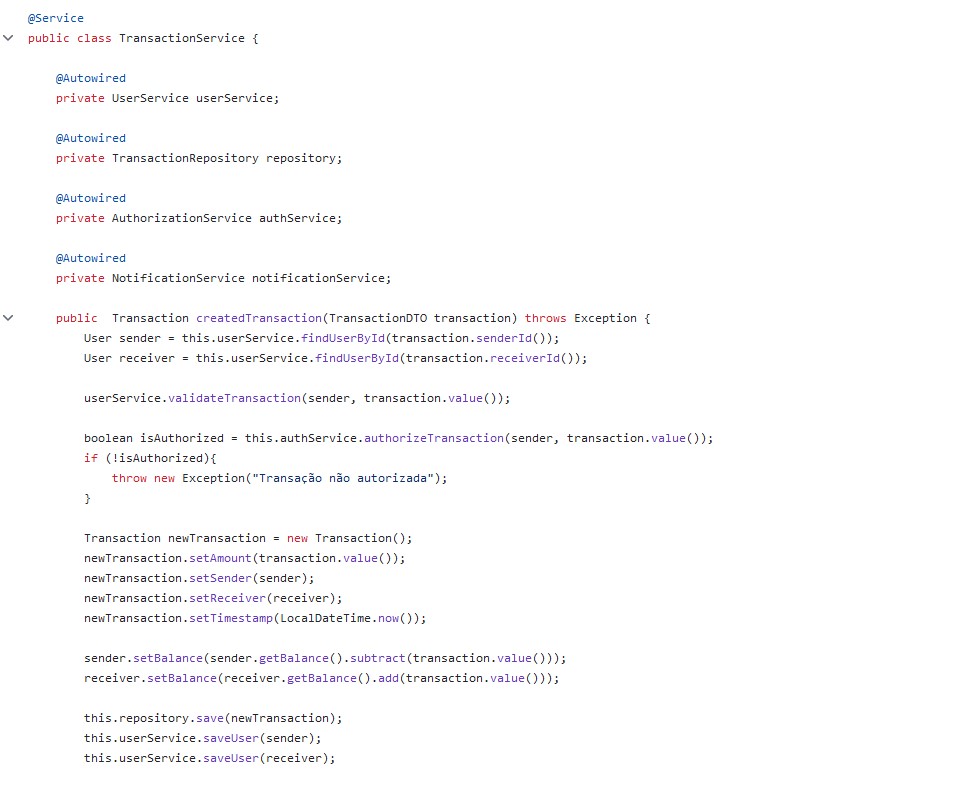 @Service
public class TransactionService {
@Autowired
private UserService userService;
@Autowired
private TransactionRepository repository;
@Autowired
private AuthorizationService authService;
@Autowired
private NotificationService notificationService;
public  Transaction createdTransaction(TransactionDTO transaction) throws Exception {
User sender = this.userService.findUserById(transaction.senderId());
User receiver = this.userService.findUserById(transaction.receiverId());
userService.validateTransaction(sender, transaction.value());
boolean isAuthorized = this.authService.authorizeTransaction(sender, transaction.value());
if (!isAuthorized){
throw new Exception("Transação não autorizada");
}
Transaction newTransaction = new Transaction();
newTransaction.setAmount(transaction.value());
newTransaction.setSender(sender);
newTransaction.setReceiver(receiver);
newTransaction.setTimestamp(LocalDateTime.now());
sender.setBalance(sender.getBalance().subtract(transaction.value()));
receiver.setBalance(receiver.getBalance().add(transaction.value()));
this.repository.save(newTransaction);
this.userService.saveUser(sender);
this.userService.saveUser(receiver);